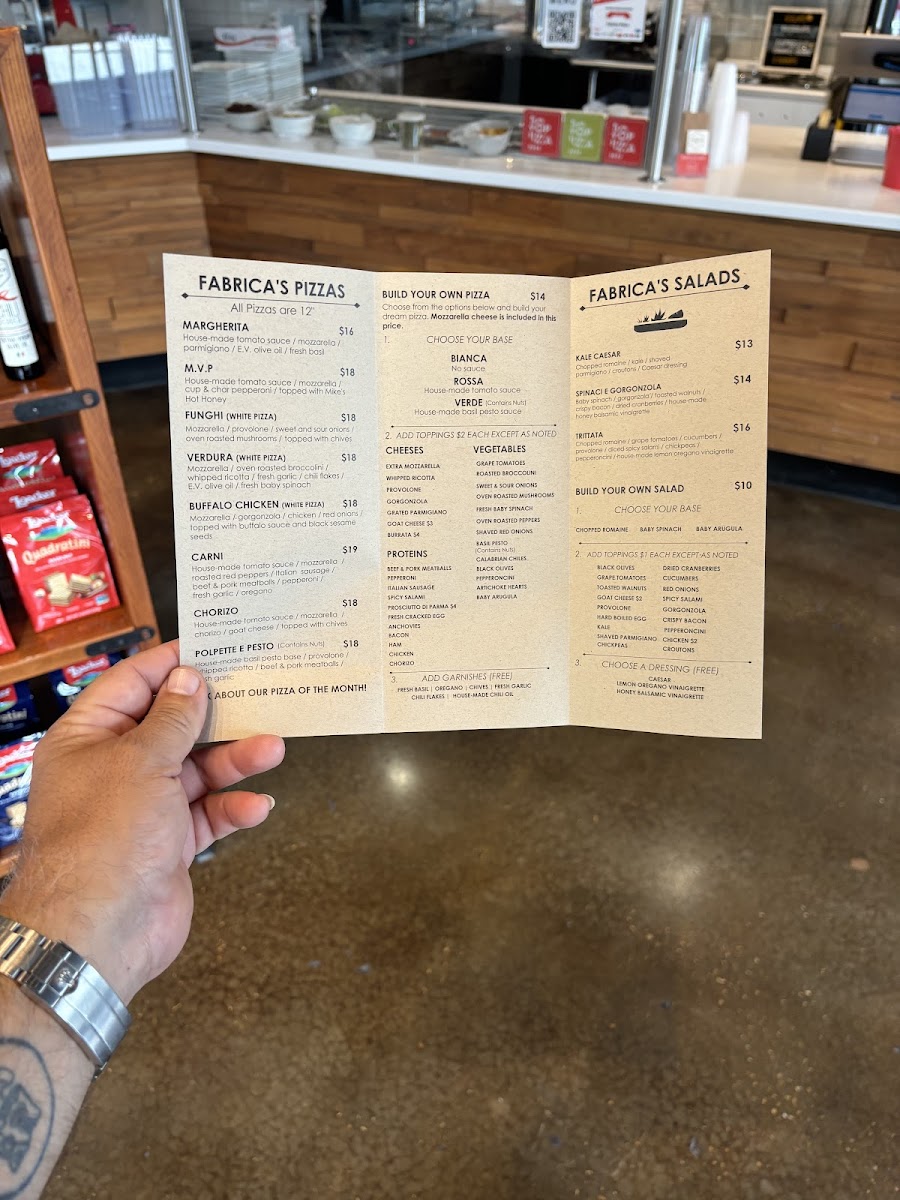 FABRICA'S PIZZAS
All Pizzas are 12"
MARGHERITA $16
House-made tomato sauce / mozzarella /
parmigiano / E.V. olive oil / fresh basil
M.V.P $18
House-made tomato sauce / mozzarella /
cup & char pepperoni / topped with Mike's
Hot Honey
FUNGHI (WHITE PIZZA) $18
Mozzarella / provolone / sweet and sour onions /
oven roasted mushrooms / topped with chives
VERDURA (WHITE PIZZA) $18
Mozzarella / oven roasted broccolini /
whipped ricotta / fresh garlic / chili flakes /
E.V. olive oil / fresh baby spinach
BUFFALO CHICKEN (WHITE PIZZA) $18
Mozzarella / gorgonzola / chicken / red onions /
topped with buffalo sauce and black sesame
seeds
CARNI $19
House-made tomato sauce / mozzarella /
roasted red peppers / Italian sausage /
beef & pork meatballs / pepperoni /
fresh garlic / oregano
CHORIZO $18
House-made tomato sauce / mozzarella /
chorizo / goat cheese / topped with chives
POLPETTE E PESTO (Contains Nuts) $18
House-made basil pesto base / provolone /
whipped ricotta / beef & pork meatballs /
fresh garlic
ABOUT OUR PIZZA OF THE MONTH!
BUILD YOUR OWN PIZZA $14
Choose from the options below and build your
dream pizza. Mozzarella cheese is included in this
price.
1. CHOOSE YOUR BASE
BIANCA
No sauce
ROSSA
House-made tomato sauce
VERDE (Contains Nuts)
House-made basil pesto sauce
2. ADD TOPPINGS $2 EACH EXCEPT AS NOTED
CHEESES
EXTRA MOZZARELLA
WHIPPED RICOTTA
PROVOLONE
GORGONZOLA
GRATED PARMIGIANO
GOAT CHEESE $3
BURRATA $4
PROTEINS
BEEF & PORK MEATBALLS
PEPPERONI
ITALIAN SAUSAGE
SPICY SALAMI
PROSCIUTTO DI PARMA $4
FRESH CRACKED EGG
ANCHOVIES
BACON
HAM
CHICKEN
CHORIZO
VEGETABLES
GRAPE TOMATOES
ROASTED BROCCOLINI
SWEET & SOUR ONIONS
OVEN ROASTED MUSHROOMS
FRESH BABY SPINACH
OVEN ROASTED PEPPERS
SHAVED RED ONIONS
BASIL PESTO
(Contains Nuts)
CALABRIAN CHILES
BLACK OLIVES
PEPPERONCINI
ARTICHOKE HEARTS
BABY ARUGULA
3. ADD GARNISHES (FREE)
FRESH BASIL | OREGANO | CHIVES | FRESH GARLIC
CHILI FLAKES | HOUSE-MADE CHILI OIL
FABRICA'S SALADS
KALE CAESAR $13
Chopped romaine / kale / shaved
parmigiano / croutons / Caesar dressing
SPINACI E GORGONZOLA $14
Baby spinach / gorgonzola / toasted walnuts /
crispy bacon / dried cranberries / house-made
honey balsamic vinaigrette
TRITTATA $16
Chopped romaine / grape tomatoes / cucumbers /
provolone / diced spicy salami / chickpeas /
pepperoncini / house-made lemon oregano vinaigrette
BUILD YOUR OWN SALAD $10
1. CHOOSE YOUR BASE
CHOPPED ROMAINE BABY SPINACH BABY ARUGULA
2. ADD TOPPINGS $1 EACH EXCEPT AS NOTED
BLACK OLIVES
GRAPE TOMATOES
TOASTED WALNUTS
GOAT CHEESE $2
PROVOLONE
HARD BOILED EGG
KALE
SHAVED PARMIGIANO
CHICKPEAS
DRIED CRANBERRIES
CUCUMBERS
RED ONIONS
SPICY SALAMI
GORGONZOLA
CRISPY BACON
PEPPERONCINI
CHICKEN $2
CROUTONS
3. CHOOSE A DRESSING (FREE)
CAESAR
LEMON-OREGANO VINAIGRETTE
HONEY BALSAMIC VINAIGRETTE
Loacker
Quadratini